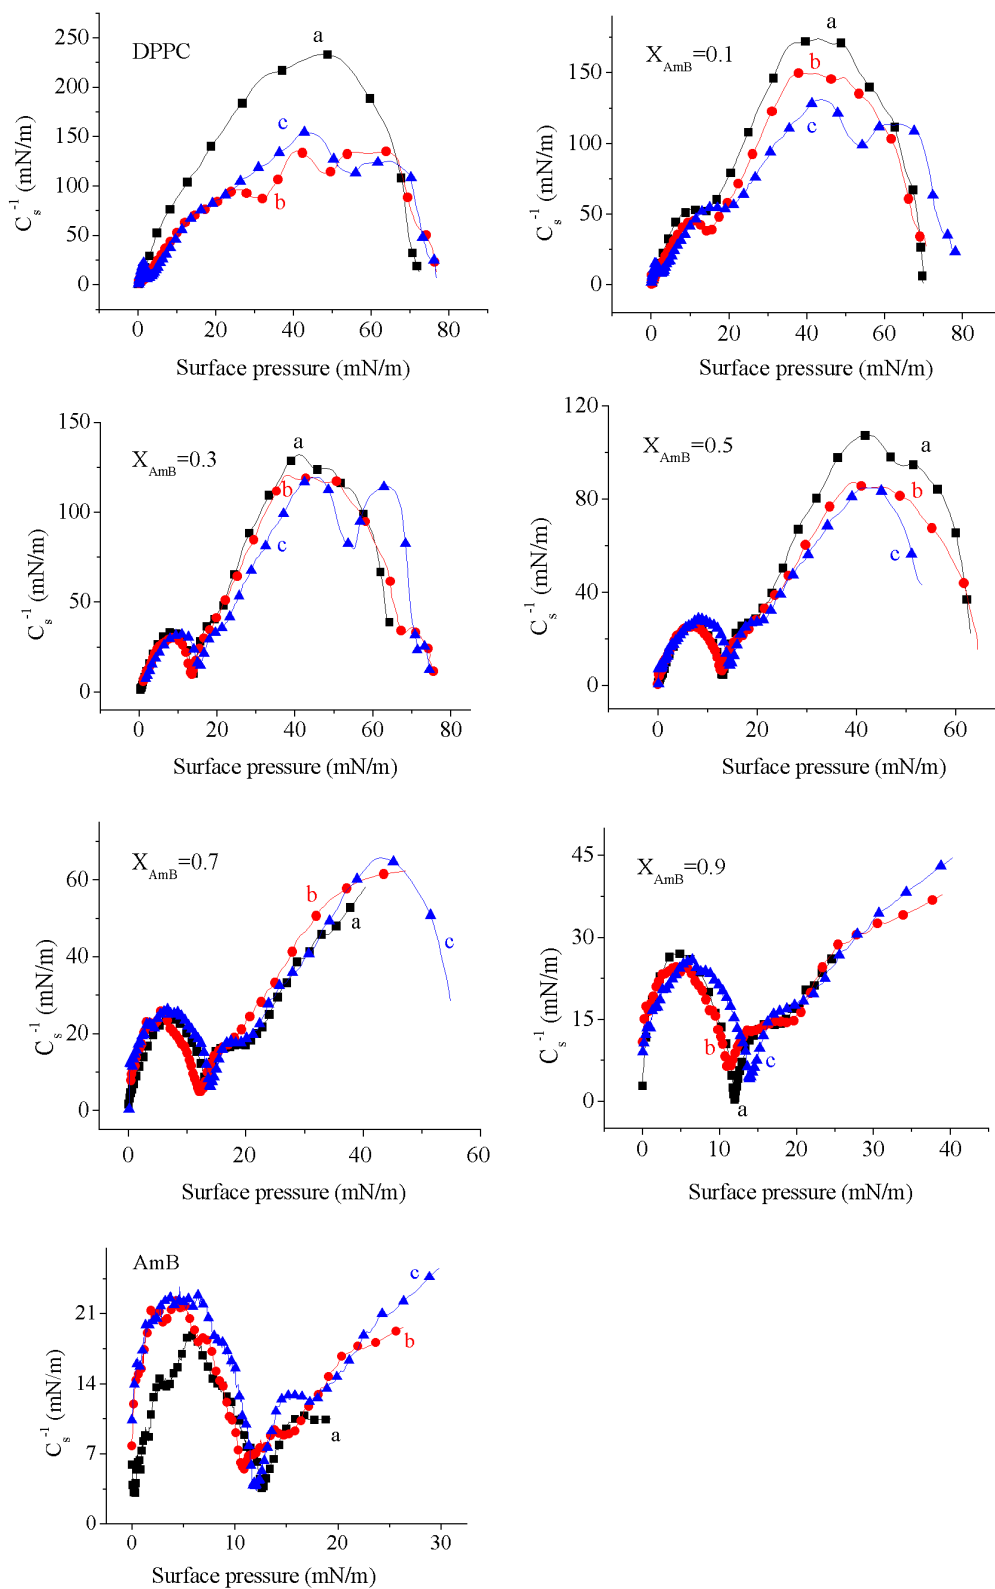 DPPC
a
c
b
250
200
150
100
50
0
C_s^-1 (mN/m)
0 20 40 60 80
Surface pressure (mN/m)
X_AmB=0.1
a
b
c
150
100
50
0
C_s^-1 (mN/m)
0 20 40 60 80
Surface pressure (mN/m)
X_AmB=0.3
a
b
c
150
100
50
0
C_s^-1 (mN/m)
0 20 40 60 80
Surface pressure (mN/m)
X_AmB=0.5
a
b
c
120
80
40
0
C_s^-1 (mN/m)
0 20 40 60
Surface pressure (mN/m)
X_AmB=0.7
b
a
c
60
40
20
0
C_s^-1 (mN/m)
0 20 40 60
Surface pressure (mN/m)
X_AmB=0.9
b
c
a
45
30
15
0
C_s^-1 (mN/m)
0 10 20 30 40
Surface pressure (mN/m)
AmB
c
b
a
21
14
7
0
C_s^-1 (mN/m)
0 10 20 30
Surface pressure (mN/m)